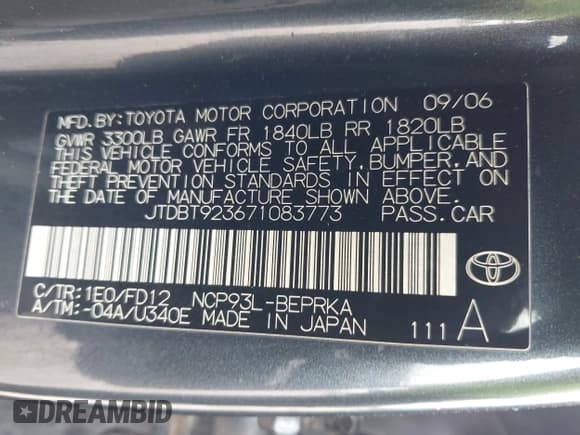 MFD.BY:TOYOTA MOTOR CORPORATION 09/06
GVWR 3300LB GAWR FR 1840LB RR 1820LB
THIS VEHICLE CONFORMS TO ALL APPLICABLE
FEDERAL MOTOR VEHICLE SAFETY,BUMPER,AND
THEFT PREVENTION STANDARDS IN EFFECT ON
THE DATE OF MANUFACTURE SHOWN ABOVE.
JTDBT923671083773 PASS.CAR
C/TR:1E0/FD12 NCP93L-BEPRKA
A/TM:-04A/U340E MADE IN JAPAN 111 A
DREAMBID